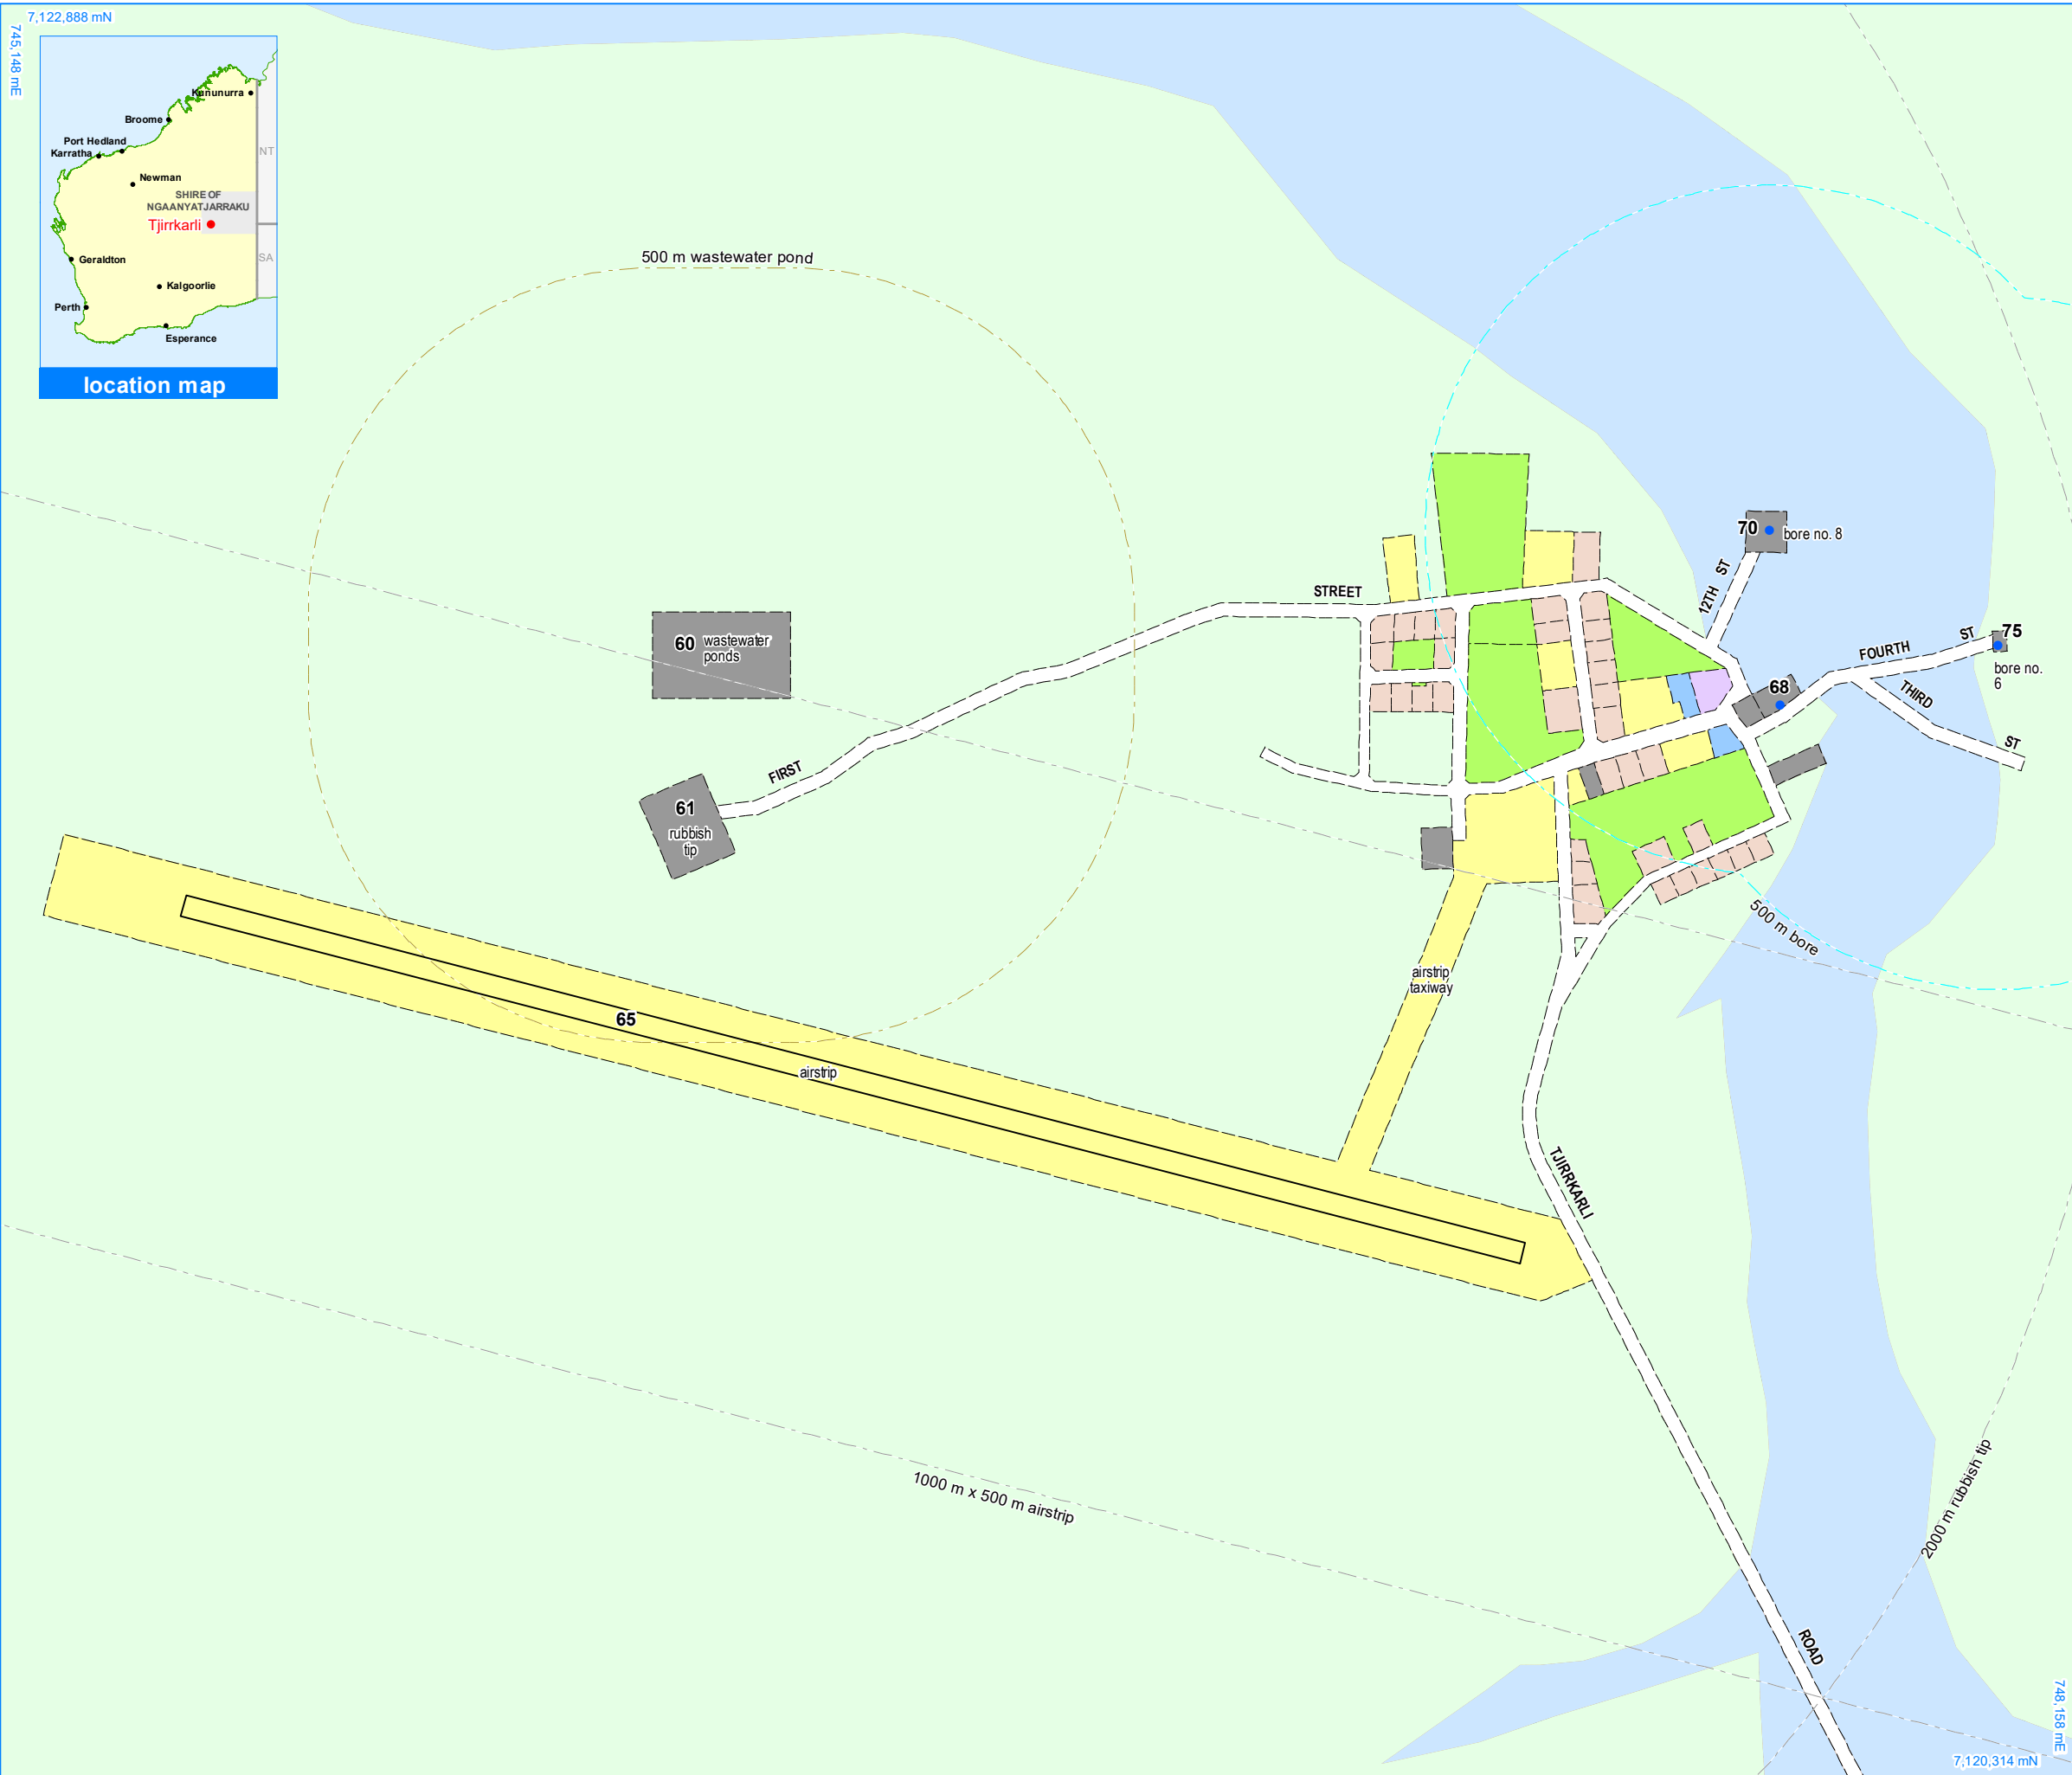 7,122,888 mN
745,148 mE
Kununurra
Broome
Port Hedland
Karratha
NT
Newman
SHIRE OF
NGAANYATJARRAKU
Tjirrkarli
Geraldton
SA
Kalgoorlie
Perth
Esperance
location map
500 m wastewater pond
70
bore no. 8
12TH ST
STREET
75
FOURTH ST
bore no.
6
60 wastewater
ponds
68
THIRD ST
FIRST
61
rubbish
tip
500 m bore
airstrip
taxiway
65
airstrip
TJIRRKARLI
1000 m x 500 m airstrip
2000 m rubbish tip
ROAD
748,158 mE
7,120,314 mN